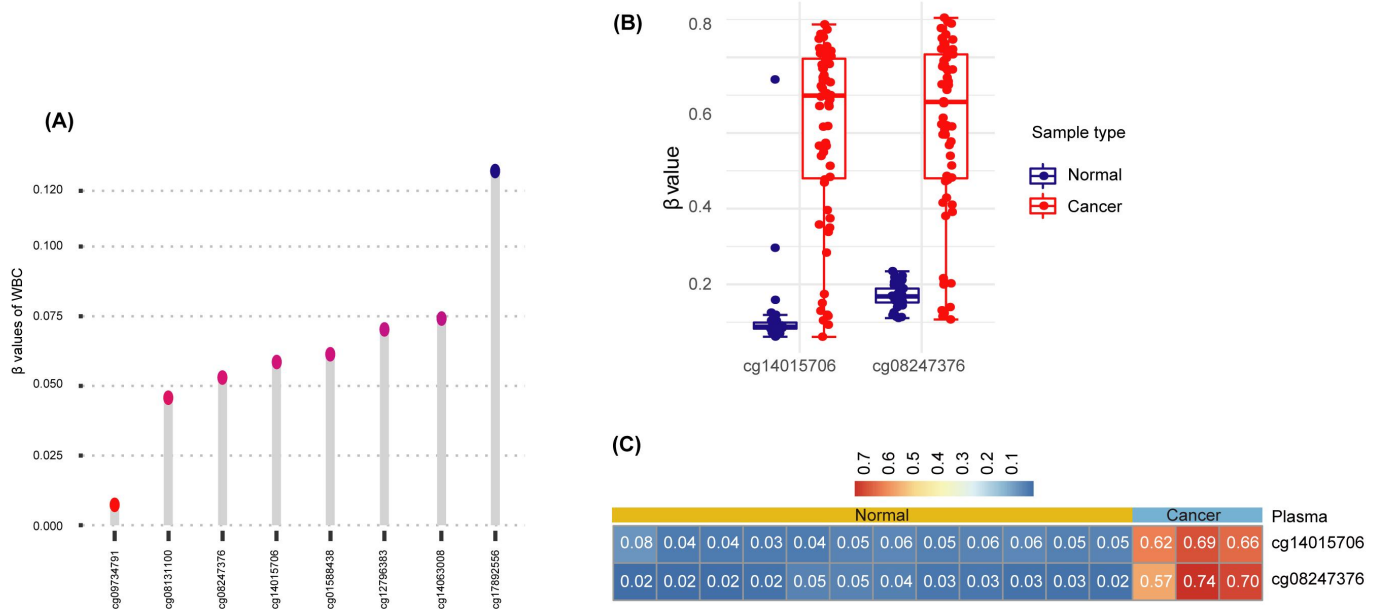 (A)
β values of WBC
0.120
0.100
0.075
0.050
0.025
0.000
cg09734791
cg08131100
cg08247376
cg14015706
cg01588438
cg12796383
cg14063008
cg17892556
(B)
β value
0.8
0.6
0.4
0.2
cg14015706 cg08247376
Sample type
Normal
Cancer
(C)
0.7 0.6 0.5 0.4 0.3 0.2 0.1
Normal Cancer Plasma
0.08 0.04 0.04 0.03 0.04 0.05 0.06 0.05 0.06 0.06 0.05 0.05 0.62 0.69 0.66 cg14015706
0.02 0.02 0.02 0.02 0.05 0.05 0.04 0.03 0.03 0.03 0.03 0.02 0.57 0.74 0.70 cg08247376